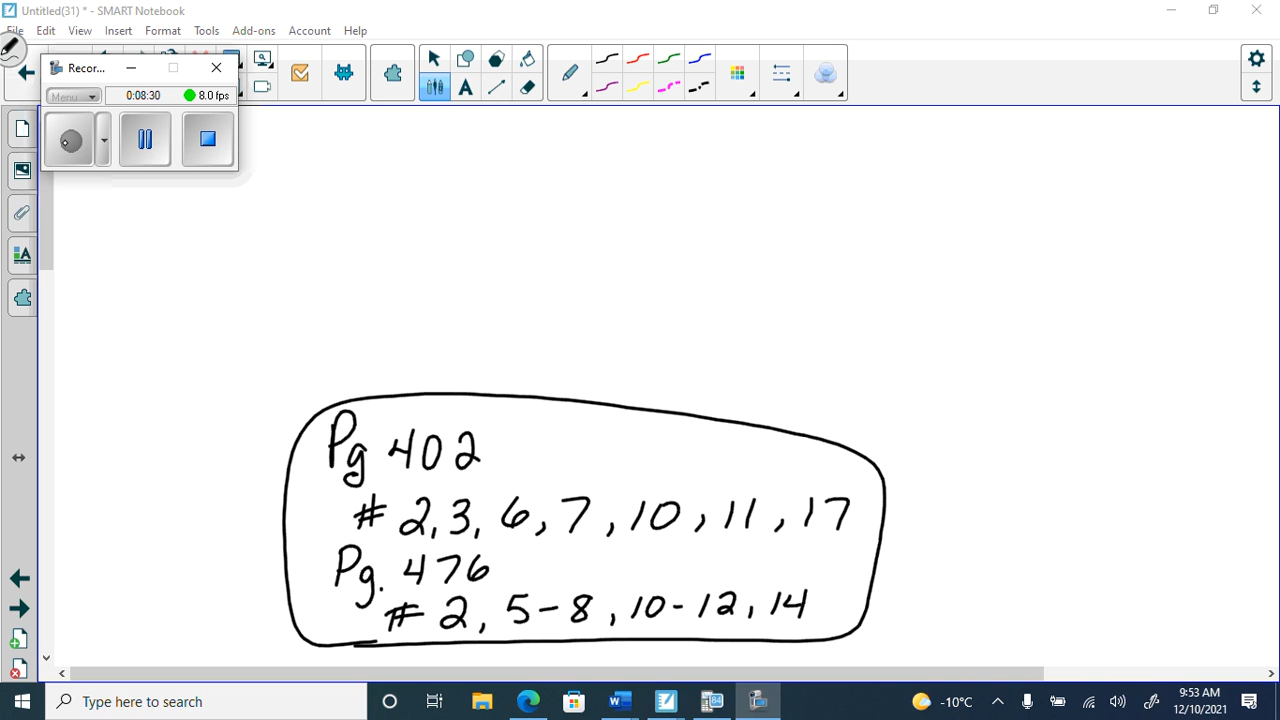 Untitled(31) * - SMART Notebook
File Edit View Insert Format Tools Add-ons Account Help
Recor...
Menu 0:08:30 8.0 fps
Pg 402
# 2, 3, 6, 7, 10, 11, 17
Pg. 476
# 2, 5-8, 10-12, 14
Type here to search
-10°C
9:53 AM
12/10/2021